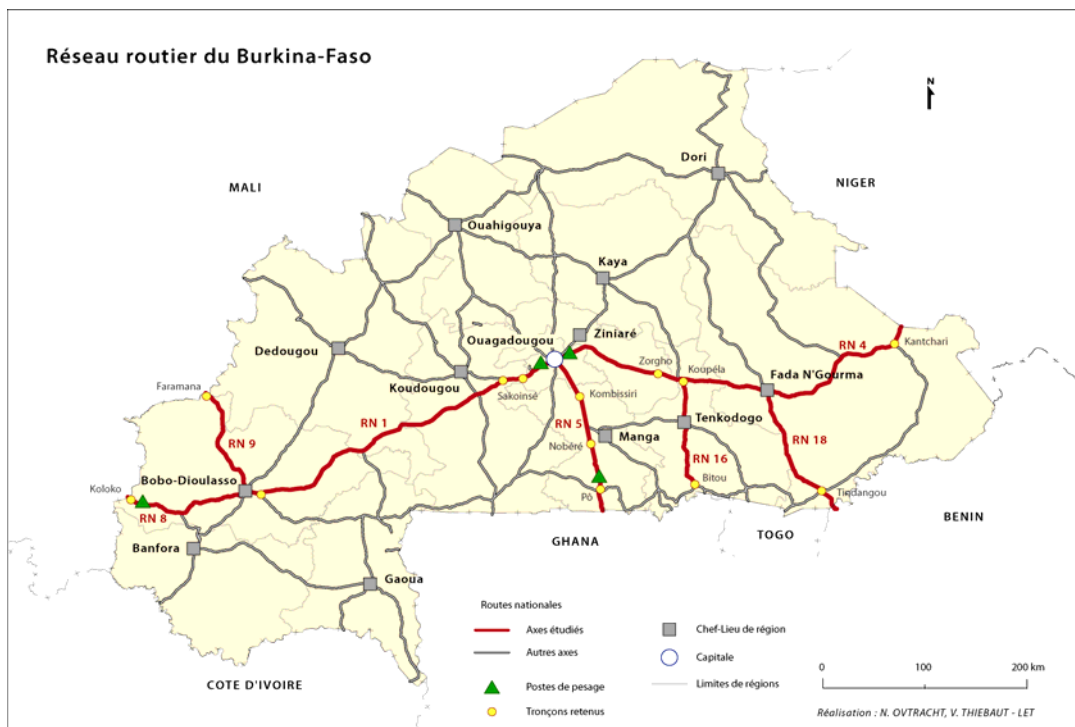 Réseau routier du Burkina-Faso
N
Dori
MALI
NIGER
Ouahigouya
Kaya
Ouagadougou
Ziniaré
RN 4
Kantchari
Dedougou
Zorgho
Koupéla
Fada N'Gourma
Koudougou
Sakoinsé
Faramana
Kombissiri
RN 1
RN 5
Tenkodogo
RN 9
Manga
RN 18
Nobéré
RN 16
Bobo-Dioulasso
Bitou
Koloko
Pô
Tindangou
RN 8
BENIN
GHANA
TOGO
Banfora
Gaoua
Routes nationales
Axes étudiés
Chef-Lieu de région
Autres axes
Capitale
0 100 200 km
COTE D'IVOIRE
Postes de pesage
Limites de régions
Tronçons retenus
Réalisation : N. OVTRACHT, V. THIEBAUT - LET